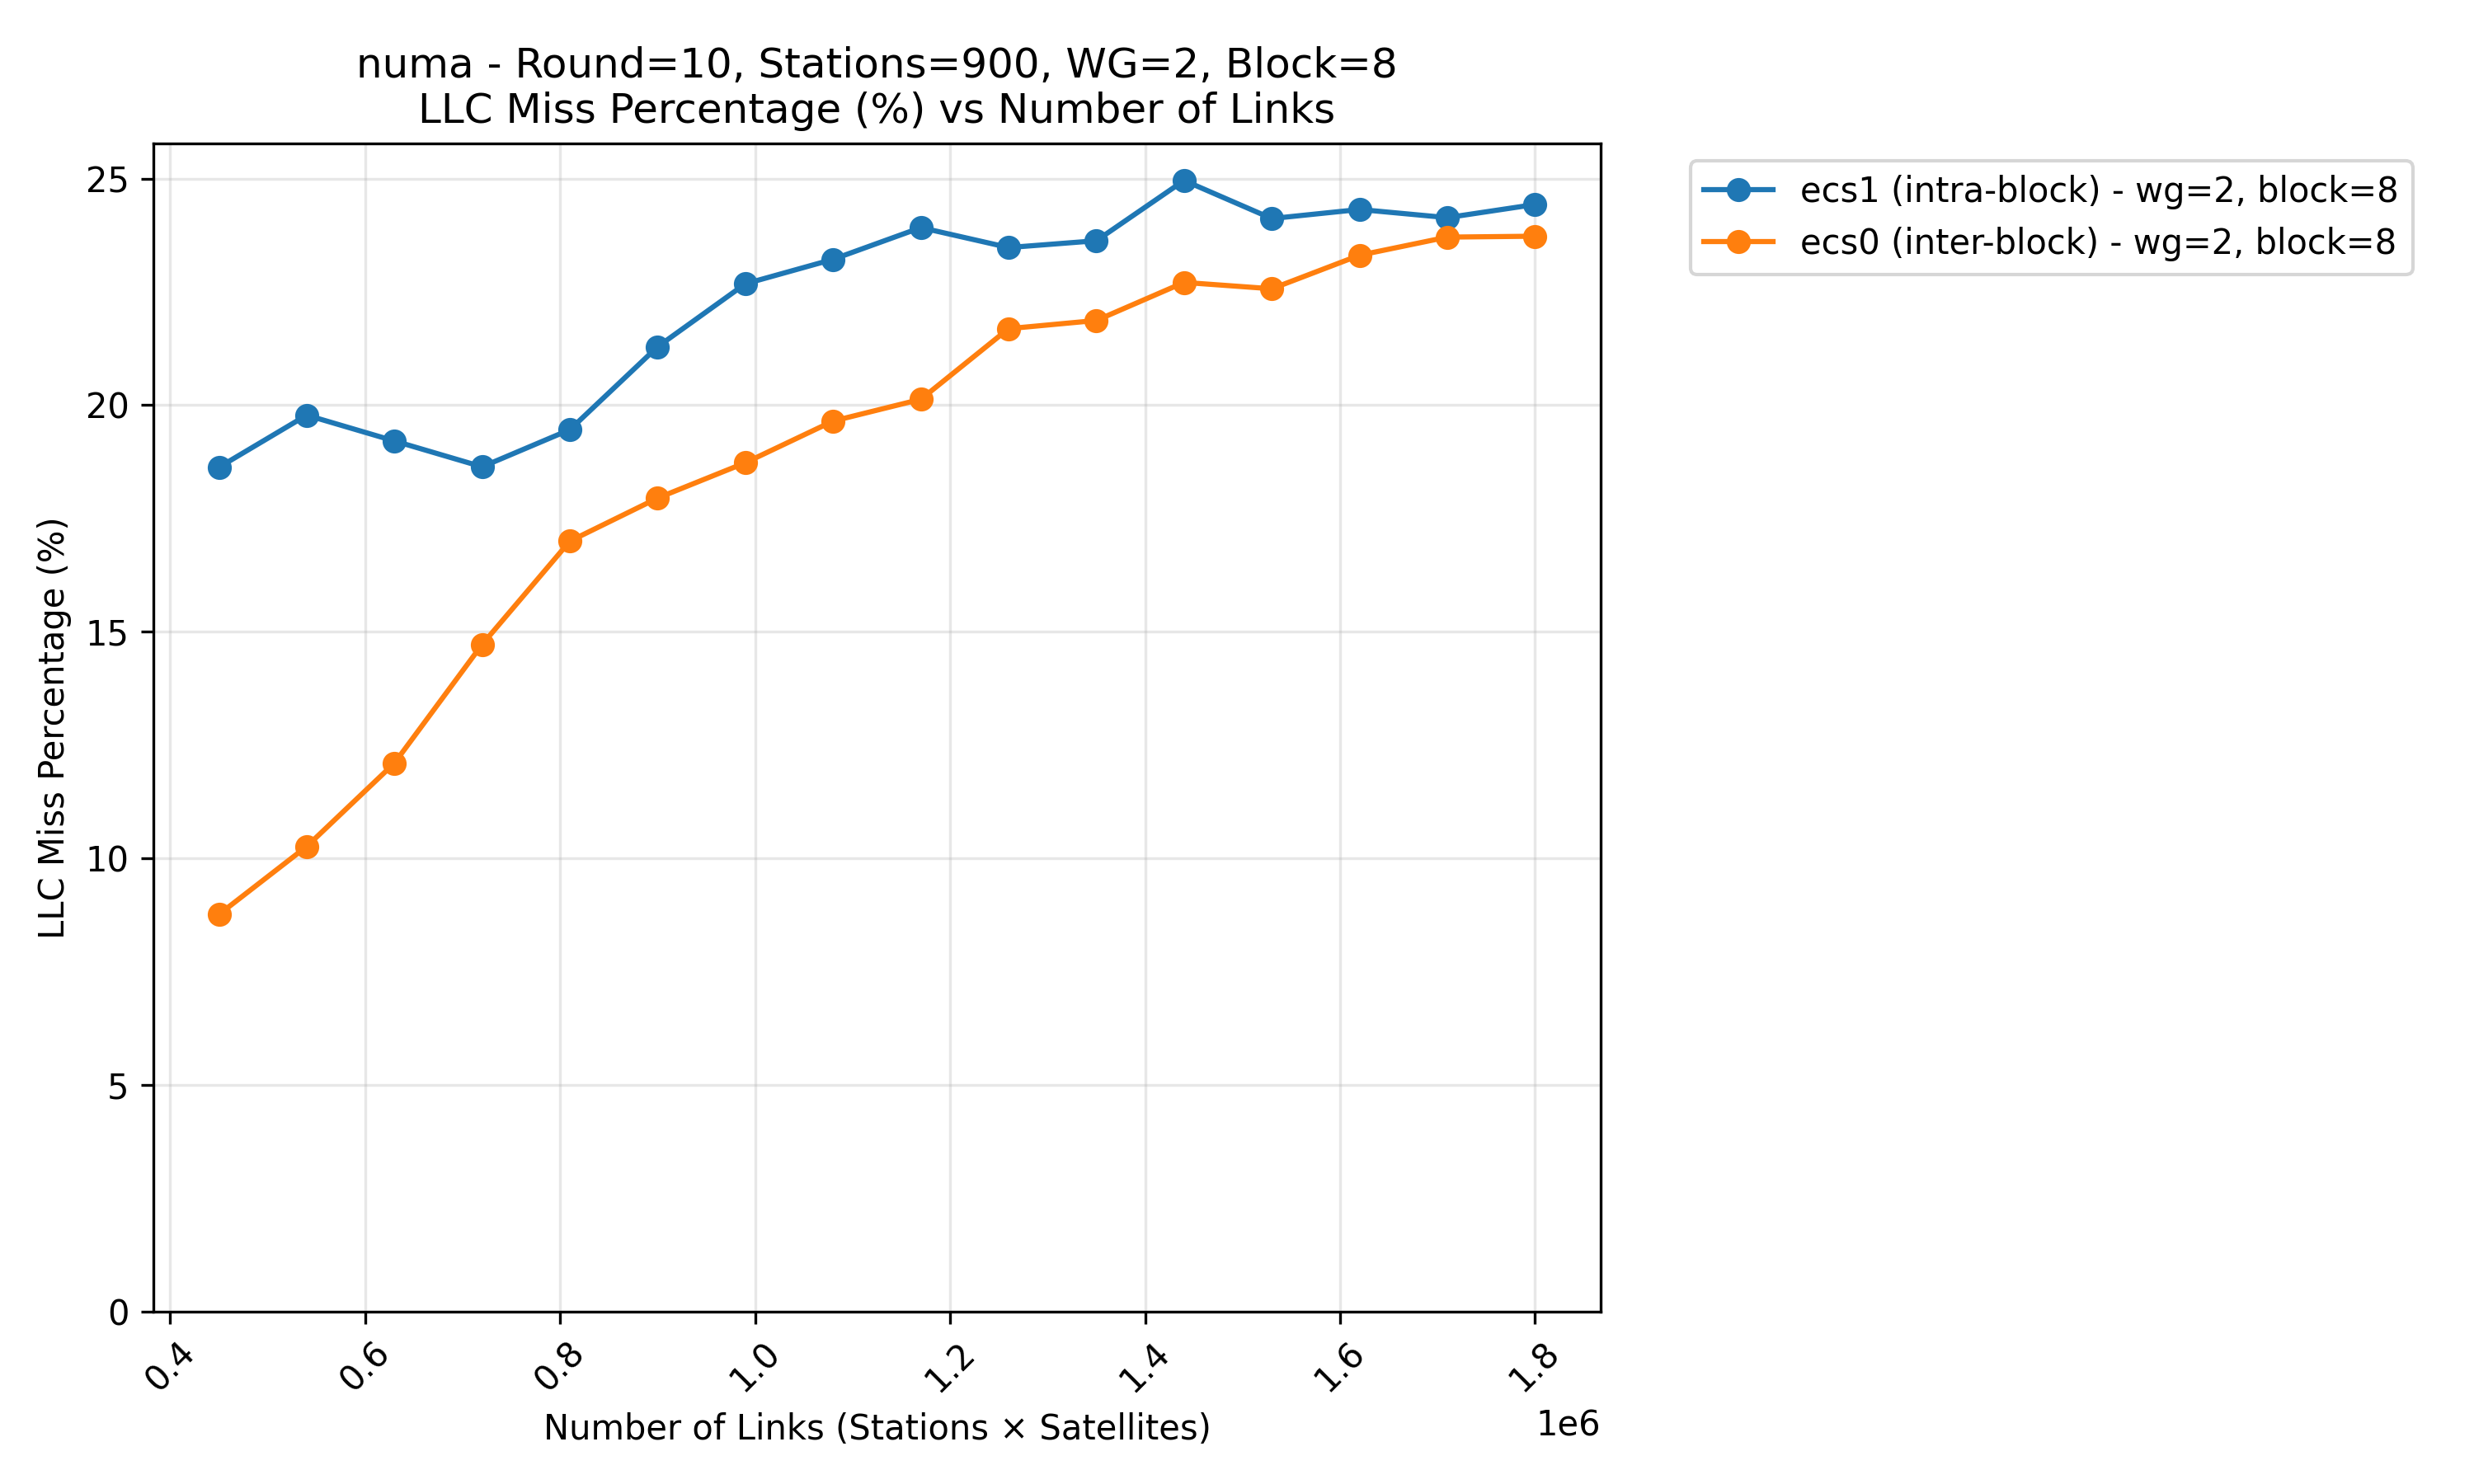 numa - Round=10, Stations=900, WG=2, Block=8
LLC Miss Percentage (%) vs Number of Links
ecs1 (intra-block) - wg=2, block=8
ecs0 (inter-block) - wg=2, block=8
LLC Miss Percentage (%)
25
20
15
10
5
0
0.4
0.6
0.8
1.0
1.2
1.4
1.6
1.8
1e6
Number of Links (Stations × Satellites)